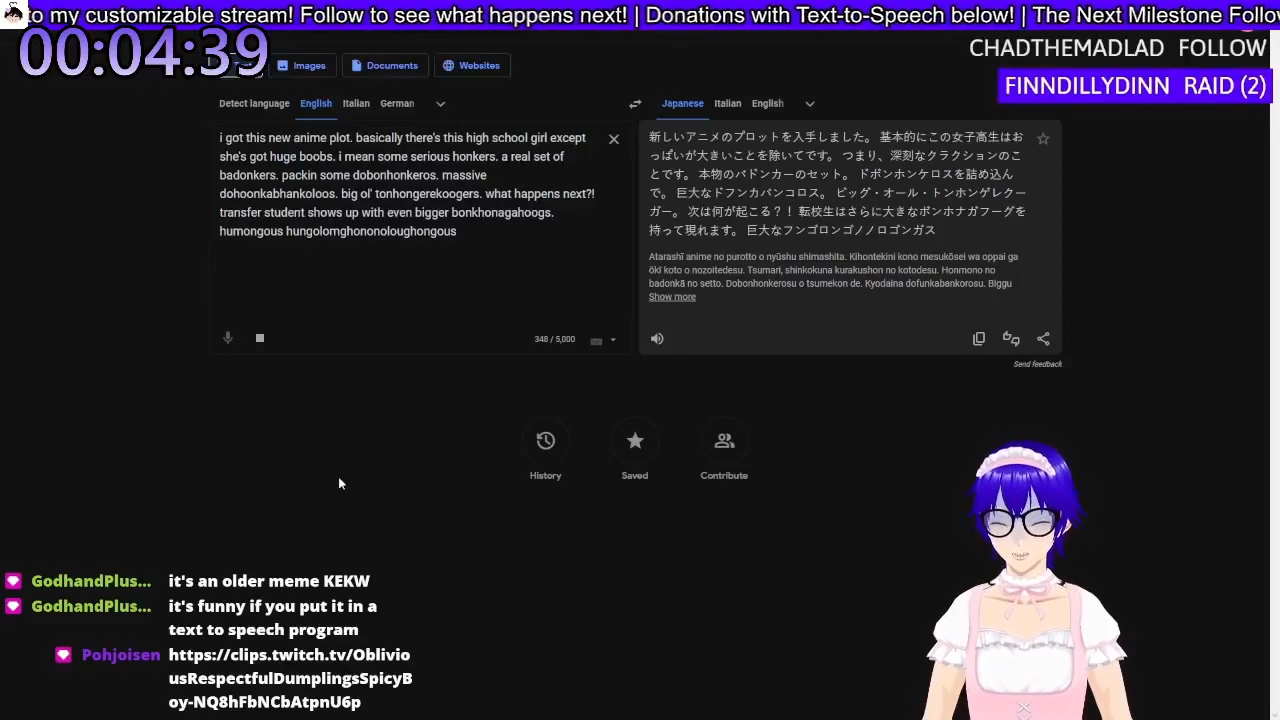 to my customizable stream! Follow to see what happens next! | Donations with Text-to-Speech below! | The Next Milestone Follo
00:04:39
CHADTHEMADLAD FOLLOW
FINNDILLYDINN RAID (2)
Images Documents Websites
Detect language English Italian German
Japanese Italian English
i got this new anime plot. basically there's this high school girl except
she's got huge boobs. i mean some serious honkers. a real set of
badonkers. packin some dobonhonkeros. massive
dohoonkabhankoloos. big ol' tonhongerekoogers. what happens next?!
transfer student shows up with even bigger bonkhonagahoogs.
humongous hungolomghononoloughongous
348 / 5,000
新しいアニメのプロットを入手しました。 基本的にこの女子高生はお
っぱいが大きいことを除いてです。 つまり、深刻なクラクションのこ
とです。 本物のバドンカーのセット。 ドボンホンケロスを詰め込ん
で。 巨大なドフンカバンコロス。 ビッグ・オール・トンホンゲレクー
ガー。 次は何が起こる？！ 転校生はさらに大きなボンホナガフーグを
持って現れます。 巨大なフンゴロンゴノノロゴンガス
Atarashī anime no purotto o nyūshu shimashita. Kihontekini kono mesukōsei wa oppai ga
ōkī koto o nozoitedesu. Tsumari, shinkokuna kurakushon no kotodesu. Honmono no
badonkā no setto. Dobonhonkerosu o tsumekon de. Kyodaina dofunkabankorosu. Biggu
Show more
Send feedback
History Saved Contribute
GodhandPlus... it's an older meme KEKW
GodhandPlus... it's funny if you put it in a
text to speech program
Pohjoisen https://clips.twitch.tv/Oblivio
usRespectfulDumplingsSpicyB
oy-NQ8hFbNCbAtpnU6p